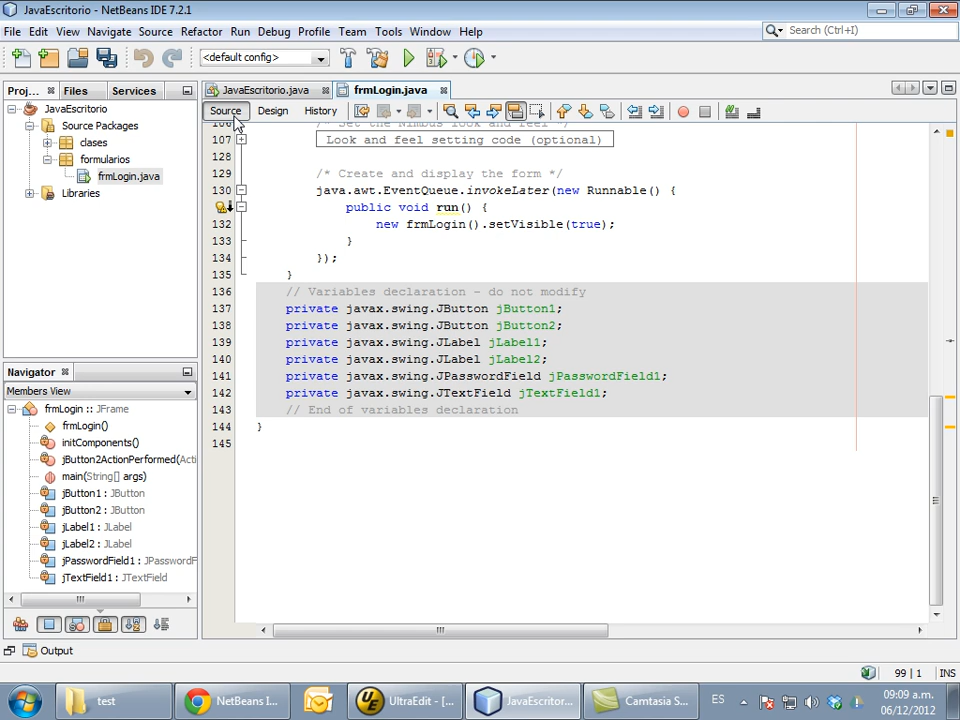 JavaEscritorio - NetBeans IDE 7.2.1
File Edit View Navigate Source Refactor Run Debug Profile Team Tools Window Help
Search (Ctrl+I)
<default config>
Proj... Files Services
JavaEscritorio.java frmLogin.java
Source Design History
JavaEscritorio
Source Packages
clases
formularios
frmLogin.java
Libraries
106 /* Set the Nimbus look and feel */
107 Look and feel setting code (optional)
128
129 /* Create and display the form */
130 java.awt.EventQueue.invokeLater(new Runnable() {
public void run() {
132 new frmLogin().setVisible(true);
133 }
134 });
135 }
136 // Variables declaration - do not modify
137 private javax.swing.JButton jButton1;
138 private javax.swing.JButton jButton2;
139 private javax.swing.JLabel jLabel1;
140 private javax.swing.JLabel jLabel2;
141 private javax.swing.JPasswordField jPasswordField1;
142 private javax.swing.JTextField jTextField1;
143 // End of variables declaration
144 }
145
Navigator
Members View
frmLogin :: JFrame
frmLogin()
initComponents()
jButton2ActionPerformed(Acti
main(String[] args)
jButton1 : JButton
jButton2 : JButton
jLabel1 : JLabel
jLabel2 : JLabel
jPasswordField1 : JPasswordF
jTextField1 : JTextField
Output
99 | 1 INS
test
NetBeans I...
UltraEdit - [...
JavaEscritor...
Camtasia S...
ES
09:09 a.m.
06/12/2012